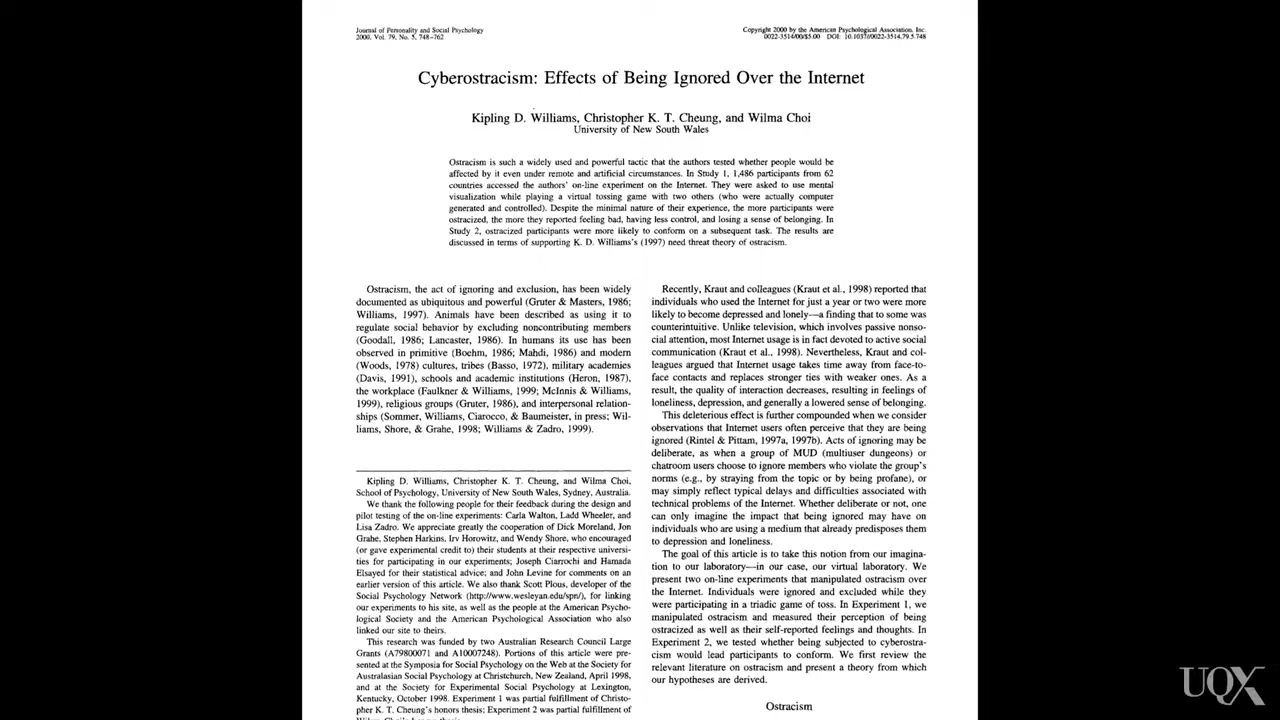 Journal of Personality and Social Psychology
2000, Vol. 79, No. 5, 748-762
Copyright 2000 by the American Psychological Association, Inc.
0022-3514/00/$5.00 DOI: 10.1037//0022-3514.79.5.748
Cyberostracism: Effects of Being Ignored Over the Internet
Kipling D. Williams, Christopher K. T. Cheung, and Wilma Choi
University of New South Wales
Ostracism is such a widely used and powerful tactic that the authors tested whether people would be
affected by it even under remote and artificial circumstances. In Study 1, 1,486 participants from 62
countries accessed the authors' on-line experiment on the Internet. They were asked to use mental
visualization while playing a virtual tossing game with two others (who were actually computer
generated and controlled). Despite the minimal nature of their experience, the more participants were
ostracized, the more they reported feeling bad, having less control, and losing a sense of belonging. In
Study 2, ostracized participants were more likely to conform on a subsequent task. The results are
discussed in terms of supporting K. D. Williams's (1997) need threat theory of ostracism.
Ostracism, the act of ignoring and exclusion, has been widely
documented as ubiquitous and powerful (Gruter & Masters, 1986;
Williams, 1997). Animals have been described as using it to
regulate social behavior by excluding noncontributing members
(Goodall, 1986; Lancaster, 1986). In humans its use has been
observed in primitive (Boehm, 1986; Mahdi, 1986) and modern
(Woods, 1978) cultures, tribes (Basso, 1972), military academies
(Davis, 1991), schools and academic institutions (Heron, 1987),
the workplace (Faulkner & Williams, 1999; McInnis & Williams,
1999), religious groups (Gruter, 1986), and interpersonal relation-
ships (Sommer, Williams, Ciarocco, & Baumeister, in press; Wil-
liams, Shore, & Grahe, 1998; Williams & Zadro, 1999).
Kipling D. Williams, Christopher K. T. Cheung, and Wilma Choi,
School of Psychology, University of New South Wales, Sydney, Australia.
We thank the following people for their feedback during the design and
pilot testing of the on-line experiments: Carla Walton, Ladd Wheeler, and
Lisa Zadro. We appreciate greatly the cooperation of Dick Moreland, Jon
Grahe, Stephen Harkins, Irv Horowitz, and Wendy Shore, who encouraged
(or gave experimental credit to) their students at their respective universi-
ties for participating in our experiments; Joseph Ciarrochi and Hamada
Elsayed for their statistical advice; and John Levine for comments on an
earlier version of this article. We also thank Scott Plous, developer of the
Social Psychology Network (http://www.wesleyan.edu/spn/), for linking
our experiments to his site, as well as the people at the American Psycho-
logical Society and the American Psychological Association who also
linked our site to theirs.
This research was funded by two Australian Research Council Large
Grants (A79800071 and A10007248). Portions of this article were pre-
sented at the Symposia for Social Psychology on the Web at the Society for
Australasian Social Psychology at Christchurch, New Zealand, April 1998,
and at the Society for Experimental Social Psychology at Lexington,
Kentucky, October 1998. Experiment 1 was partial fulfillment of Christo-
pher K. T. Cheung's honors thesis; Experiment 2 was partial fulfillment of
Recently, Kraut and colleagues (Kraut et al., 1998) reported that
individuals who used the Internet for just a year or two were more
likely to become depressed and lonely—a finding that to some was
counterintuitive. Unlike television, which involves passive nonso-
cial attention, most Internet usage is in fact devoted to active social
communication (Kraut et al., 1998). Nevertheless, Kraut and col-
leagues argued that Internet usage takes time away from face-to-
face contacts and replaces stronger ties with weaker ones. As a
result, the quality of interaction decreases, resulting in feelings of
loneliness, depression, and generally a lowered sense of belonging.
This deleterious effect is further compounded when we consider
observations that Internet users often perceive that they are being
ignored (Rintel & Pittam, 1997a, 1997b). Acts of ignoring may be
deliberate, as when a group of MUD (multiuser dungeons) or
chatroom users choose to ignore members who violate the group's
norms (e.g., by straying from the topic or by being profane), or
may simply reflect typical delays and difficulties associated with
technical problems of the Internet. Whether deliberate or not, one
can only imagine the impact that being ignored may have on
individuals who are using a medium that already predisposes them
to depression and loneliness.
The goal of this article is to take this notion from our imagina-
tion to our laboratory—in our case, our virtual laboratory. We
present two on-line experiments that manipulated ostracism over
the Internet. Individuals were ignored and excluded while they
were participating in a triadic game of toss. In Experiment 1, we
manipulated ostracism and measured their perception of being
ostracized as well as their self-reported feelings and thoughts. In
Experiment 2, we tested whether being subjected to cyberostra-
cism would lead participants to conform. We first review the
relevant literature on ostracism and present a theory from which
our hypotheses are derived.
Ostracism
UQX